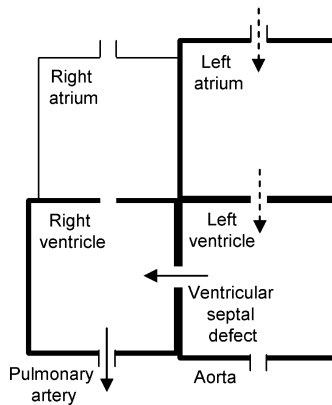 Right
atrium
Left
atrium
Right
ventricle
Left
ventricle
Ventricular
septal
defect
Pulmonary
artery
Aorta